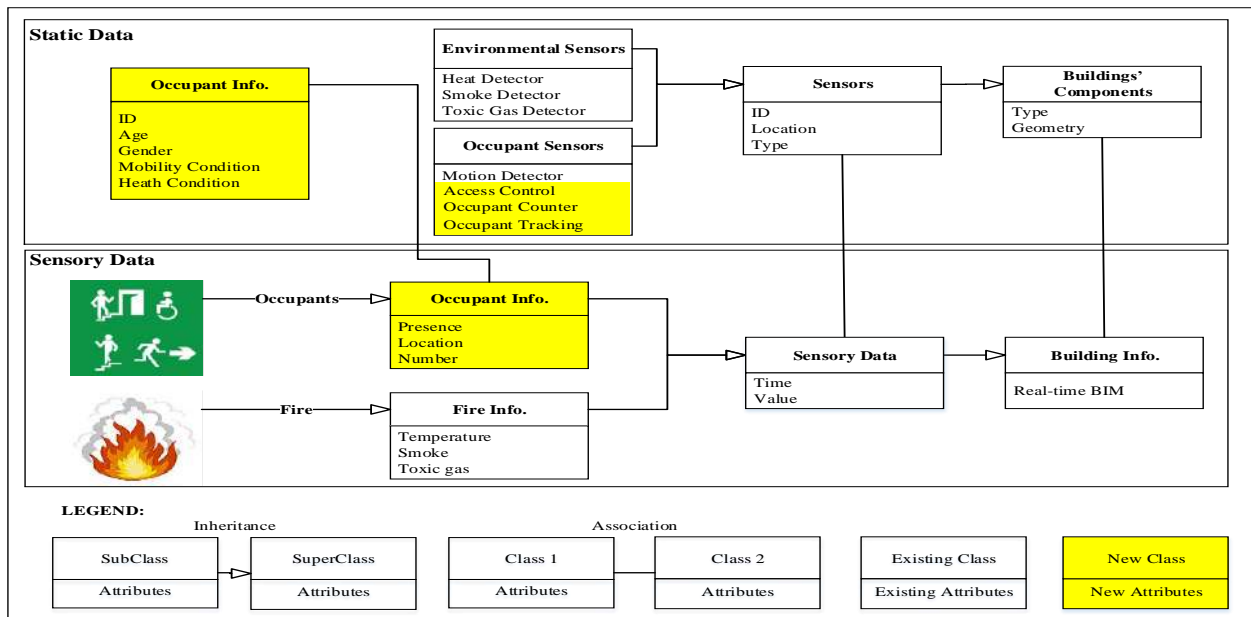 Static Data
Occupant Info.
ID
Age
Gender
Mobility Condition
Heath Condition
Environmental Sensors
Heat Detector
Smoke Detector
Toxic Gas Detector
Occupant Sensors
Motion Detector
Access Control
Occupant Counter
Occupant Tracking
Sensors
ID
Location
Type
Buildings'
Components
Type
Geometry
Sensory Data
Occupants
Occupant Info.
Presence
Location
Number
Fire
Fire Info.
Temperature
Smoke
Toxic gas
Sensory Data
Time
Value
Building Info.
Real-time BIM
LEGEND:
Inheritance
SubClass
Attributes
SuperClass
Attributes
Association
Class 1
Attributes
Class 2
Attributes
Existing Class
Existing Attributes
New Class
New Attributes